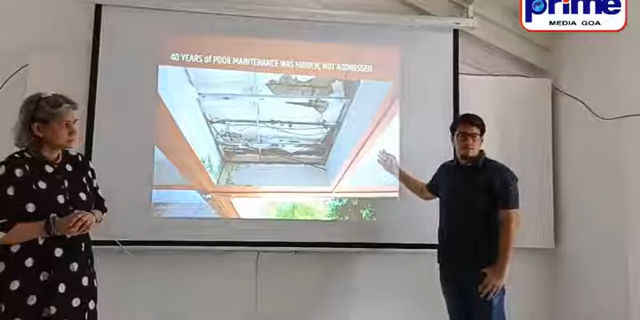 prime
MEDIA GOA
40 YEARS of POOR MAINTENANCE WAS HIDDEN, NOT ADDRESSED